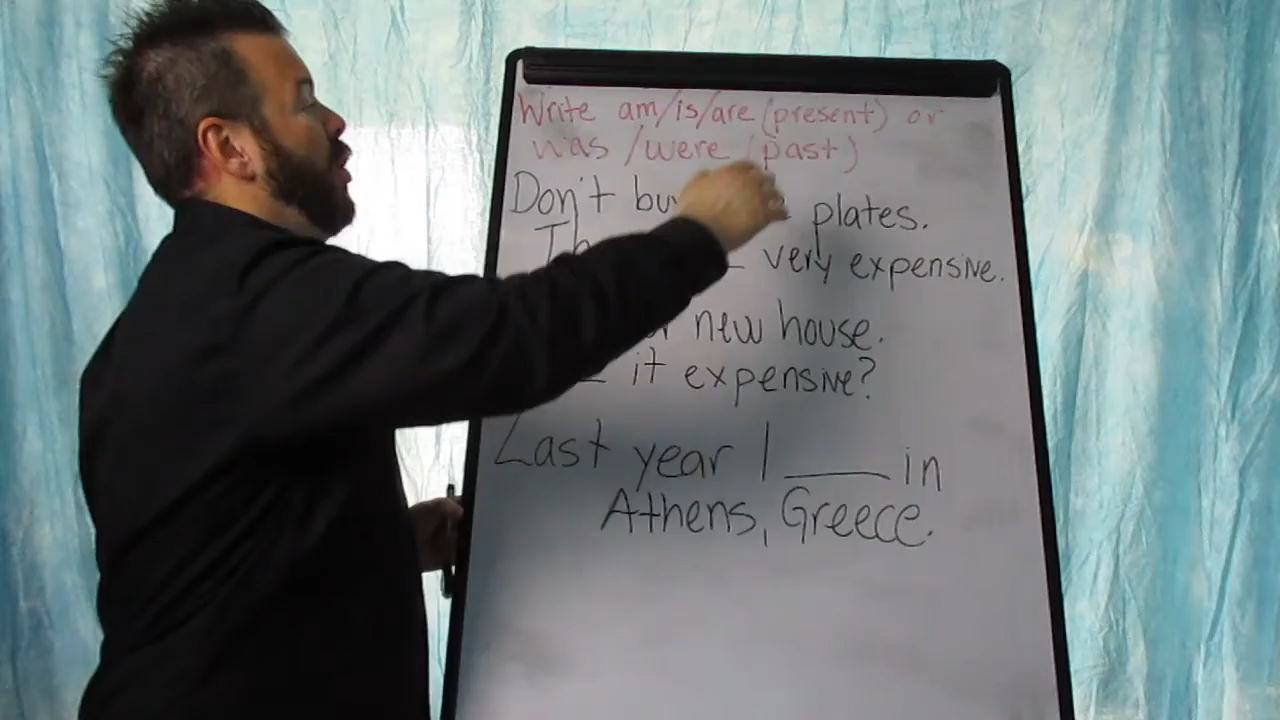 Write am/is/are (present) or
was /were (past)
Don't plates.
very expensive.
new house.
it expensive?
Last year I ____ in
Athens, Greece.